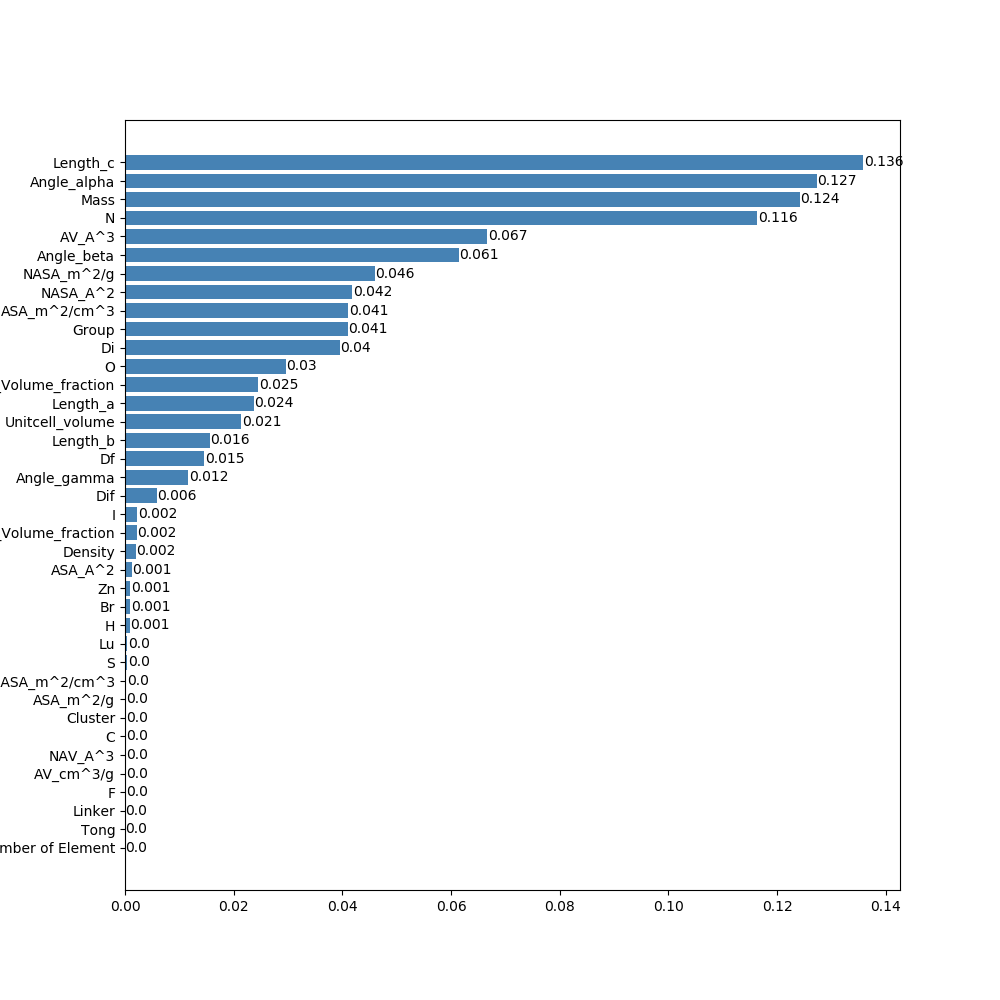 Length_c 0.136
Angle_alpha 0.127
Mass 0.124
N 0.116
AV_A^3 0.067
Angle_beta 0.061
NASA_m^2/g 0.046
NASA_A^2 0.042
ASA_m^2/cm^3 0.041
Group 0.041
Di 0.04
O 0.03
_Volume_fraction 0.025
Length_a 0.024
Unitcell_volume 0.021
Length_b 0.016
Df 0.015
Angle_gamma 0.012
Dif 0.006
I 0.002
_Volume_fraction 0.002
Density 0.002
ASA_A^2 0.001
Zn 0.001
Br 0.001
H 0.001
Lu 0.0
S 0.0
ASA_m^2/cm^3 0.0
ASA_m^2/g 0.0
Cluster 0.0
C 0.0
NAV_A^3 0.0
AV_cm^3/g 0.0
F 0.0
Linker 0.0
Tong 0.0
mber of Element 0.0
0.00 0.02 0.04 0.06 0.08 0.10 0.12 0.14